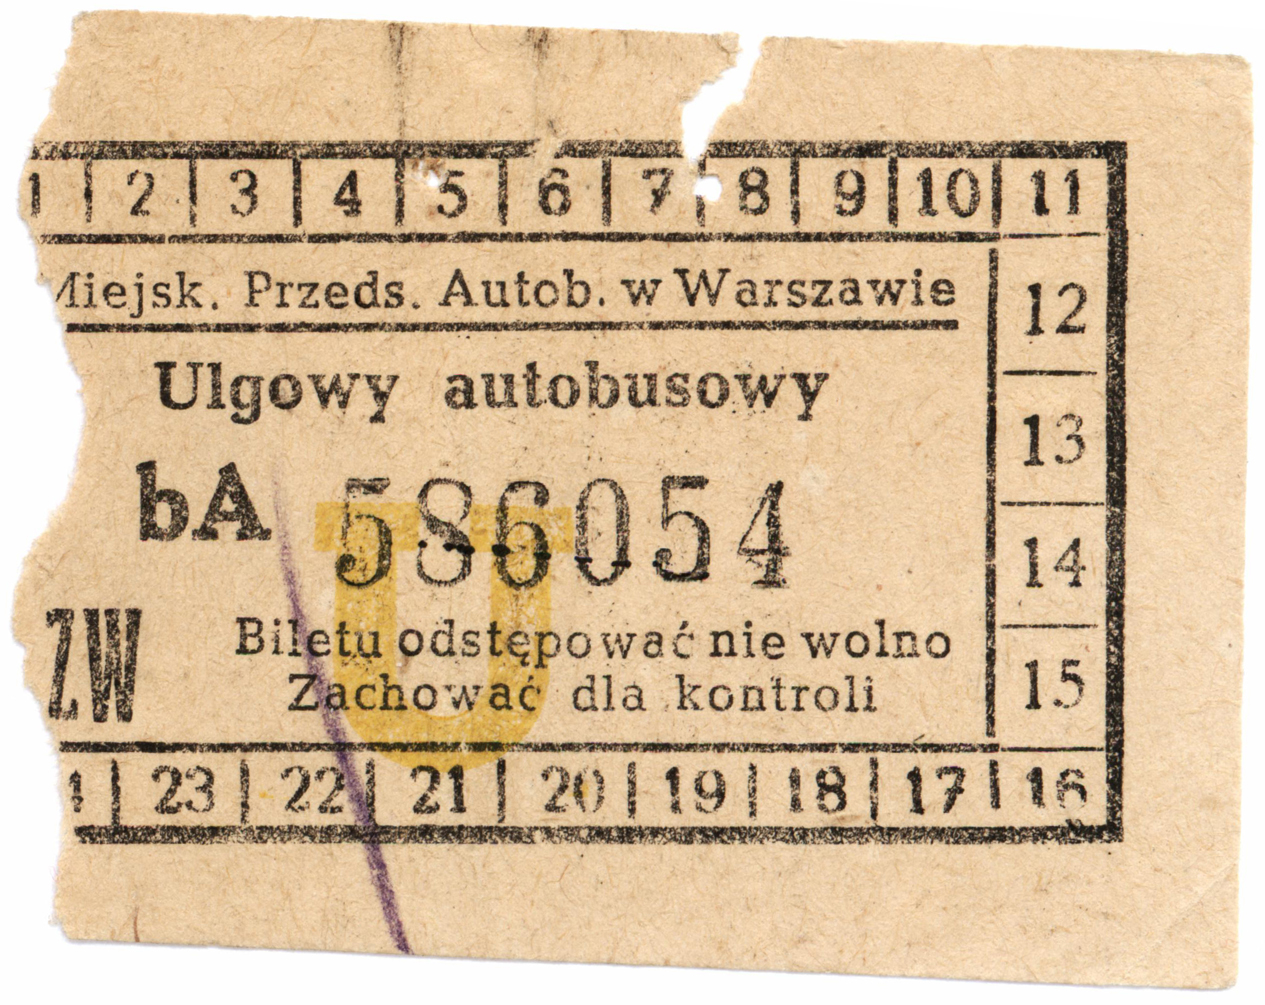 1 2 3 4 5 6 7 8 9 10 11
Miejsk. Przeds. Autob. w Warszawie
12
Ulgowy autobusowy
13
bA 586054
U
14
Biletu odstępować nie wolno
ZW
Zachować dla kontroli
15
23 22 21 20 19 18 17 16